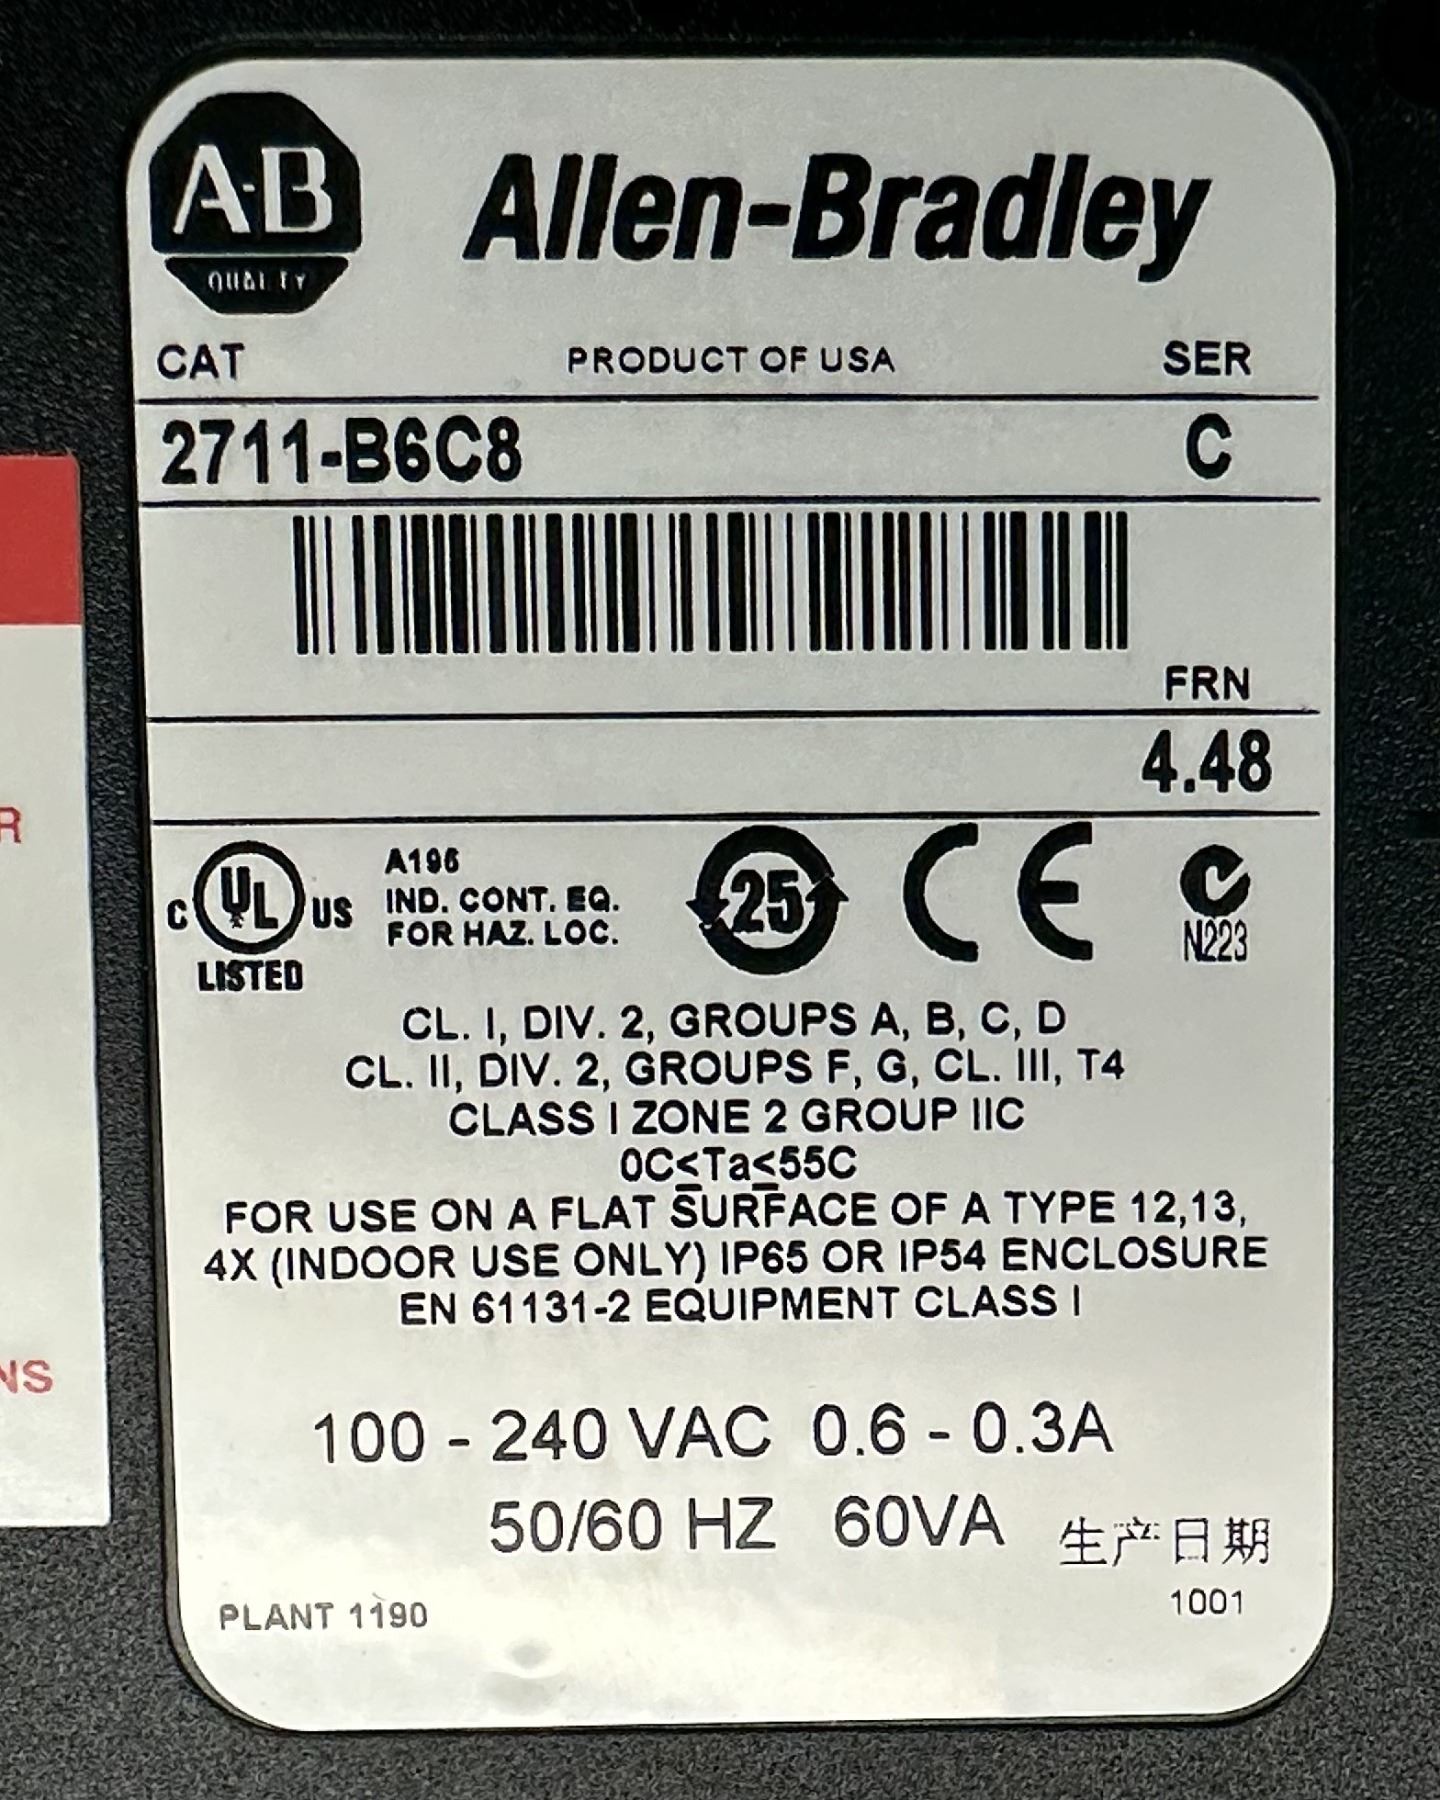 A-B
QUALITY
Allen-Bradley
CAT PRODUCT OF USA SER
2711-B6C8 C
FRN
4.48
C UL US
LISTED
A196
IND. CONT. EQ.
FOR HAZ. LOC.
25
CE
N223
CL. I, DIV. 2, GROUPS A, B, C, D
CL. II, DIV. 2, GROUPS F, G, CL. III, T4
CLASS I ZONE 2 GROUP IIC
0C≤Ta≤55C
FOR USE ON A FLAT SURFACE OF A TYPE 12,13,
4X (INDOOR USE ONLY) IP65 OR IP54 ENCLOSURE
EN 61131-2 EQUIPMENT CLASS I
100 - 240 VAC 0.6 - 0.3A
50/60 HZ 60VA
生产日期
1001
PLANT 1190
R
NS